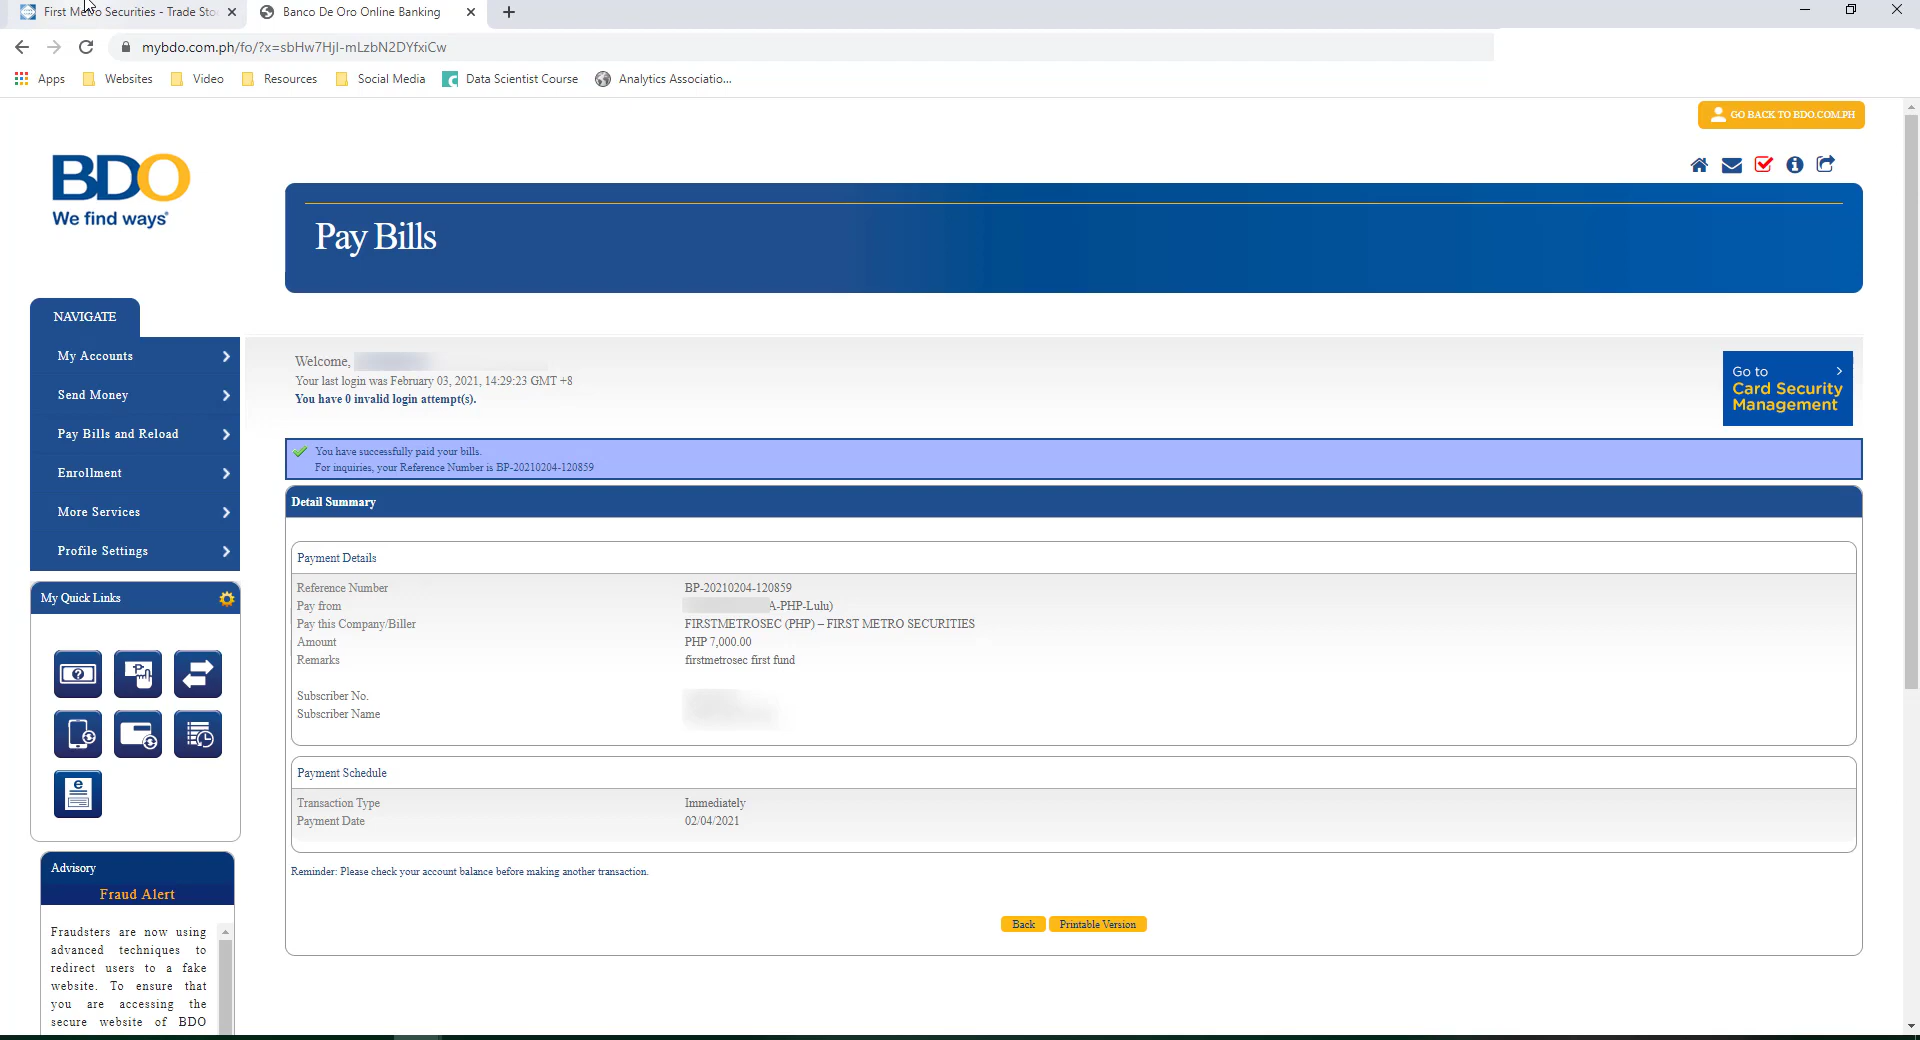 First Metro Securities - Trade Sto
Banco De Oro Online Banking
mybdo.com.ph/fo/?x=sbHw7HjI-mLzbN2DYfxiCw
Apps
Websites
Video
Resources
Social Media
Data Scientist Course
Analytics Associatio...
GO BACK TO BDO.COM.PH
BDO
We find ways®
Pay Bills
NAVIGATE
My Accounts
Send Money
Pay Bills and Reload
Enrollment
More Services
Profile Settings
Welcome,
Your last login was February 03, 2021, 14:29:23 GMT +8
You have 0 invalid login attempt(s).
Go to
Card Security
Management
You have successfully paid your bills.
For inquiries, your Reference Number is BP-20210204-120859
Detail Summary
Payment Details
Reference Number BP-20210204-120859
Pay from A-PHP-Lulu)
Pay this Company/Biller FIRSTMETROSEC (PHP) – FIRST METRO SECURITIES
Amount PHP 7,000.00
Remarks firstmetrosec first fund
Subscriber No.
Subscriber Name
Payment Schedule
Transaction Type Immediately
Payment Date 02/04/2021
Reminder: Please check your account balance before making another transaction.
Back
Printable Version
My Quick Links
Advisory
Fraud Alert
Fraudsters are now using
advanced techniques to
redirect users to a fake
website. To ensure that
you are accessing the
secure website of BDO